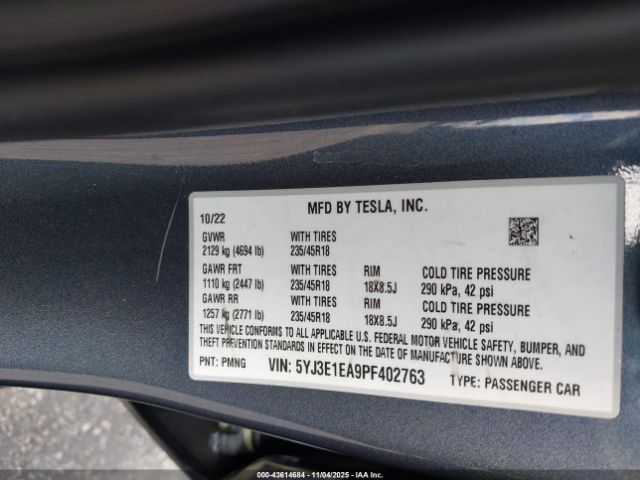 MFD BY TESLA, INC.
10/22
GVWR WITH TIRES
2129 kg (4694 lb) 235/45R18
GAWR FRT WITH TIRES RIM COLD TIRE PRESSURE
1110 kg (2447 lb) 235/45R18 18X8.5J 290 kPa, 42 psi
GAWR RR WITH TIRES RIM COLD TIRE PRESSURE
1257 kg (2771 lb) 235/45R18 18X8.5J 290 kPa, 42 psi
THIS VEHICLE CONFORMS TO ALL APPLICABLE U.S. FEDERAL MOTOR VEHICLE SAFETY, BUMPER, AND
THEFT PREVENTION STANDARDS IN EFFECT ON THE DATE OF MANUFACTURE SHOWN ABOVE.
PNT: PMNG VIN: 5YJ3E1EA9PF402763 TYPE: PASSENGER CAR
000-43614684 - 11/04/2025 - IAA Inc.